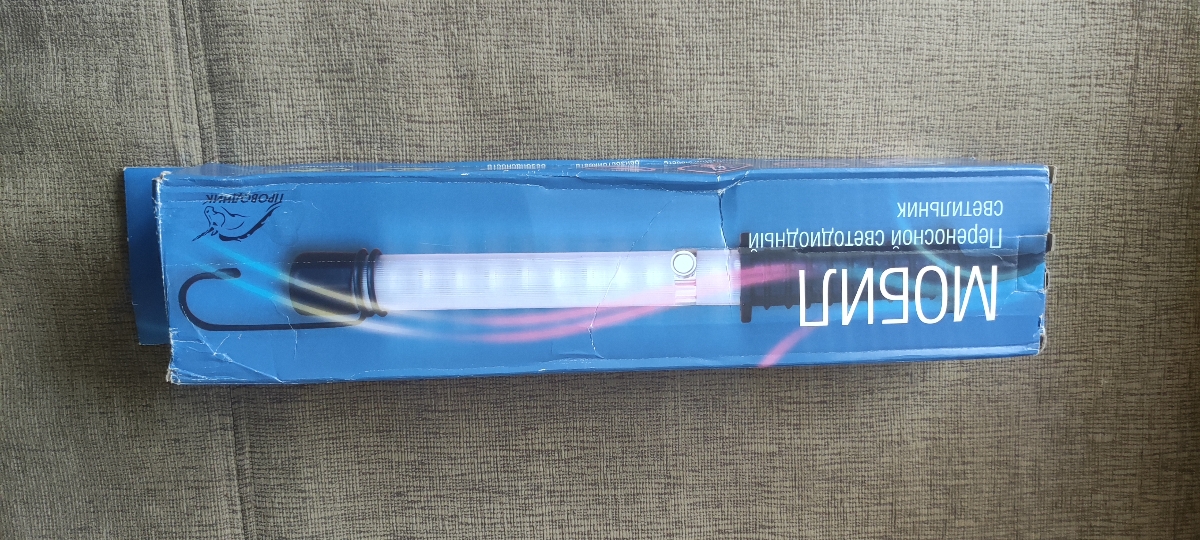 МОБИЛ
Переносной светодиодный
светильник
ПРОВОДНИК